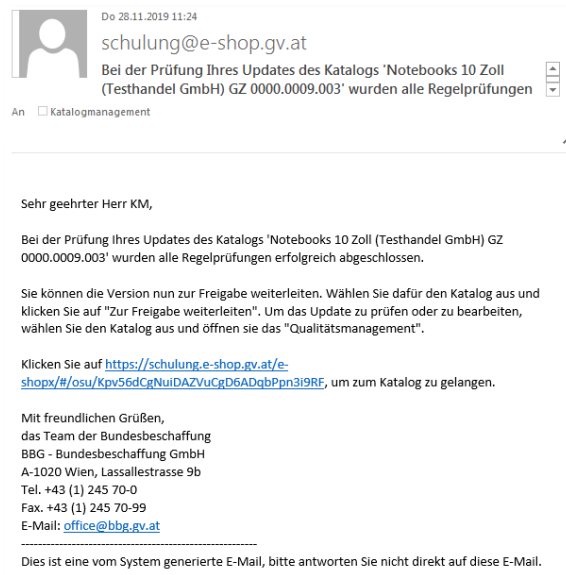 Do 28.11.2019 11:24
schulung@e-shop.gv.at
Bei der Prüfung Ihres Updates des Katalogs 'Notebooks 10 Zoll
(Testhandel GmbH) GZ 0000.0009.003' wurden alle Regelprüfungen
An Katalogmanagement
Sehr geehrter Herr KM,
Bei der Prüfung Ihres Updates des Katalogs 'Notebooks 10 Zoll (Testhandel GmbH) GZ
0000.0009.003' wurden alle Regelprüfungen erfolgreich abgeschlossen.
Sie können die Version nun zur Freigabe weiterleiten. Wählen Sie dafür den Katalog aus und
klicken Sie auf "Zur Freigabe weiterleiten". Um das Update zu prüfen oder zu bearbeiten,
wählen Sie den Katalog aus und öffnen sie das "Qualitätsmanagement".
Klicken Sie auf https://schulung.e-shop.gv.at/e-
shopx/#/osu/Kpv56dCgNuiDAZVuCgD6ADqbPpn3i9RF, um zum Katalog zu gelangen.
Mit freundlichen Grüßen,
das Team der Bundesbeschaffung
BBG - Bundesbeschaffung GmbH
A-1020 Wien, Lassallestrasse 9b
Tel. +43 (1) 245 70-0
Fax. +43 (1) 245 70-99
E-Mail: office@bbg.gv.at
-----------------------------------------------------------
Dies ist eine vom System generierte E-Mail, bitte antworten Sie nicht direkt auf diese E-Mail.